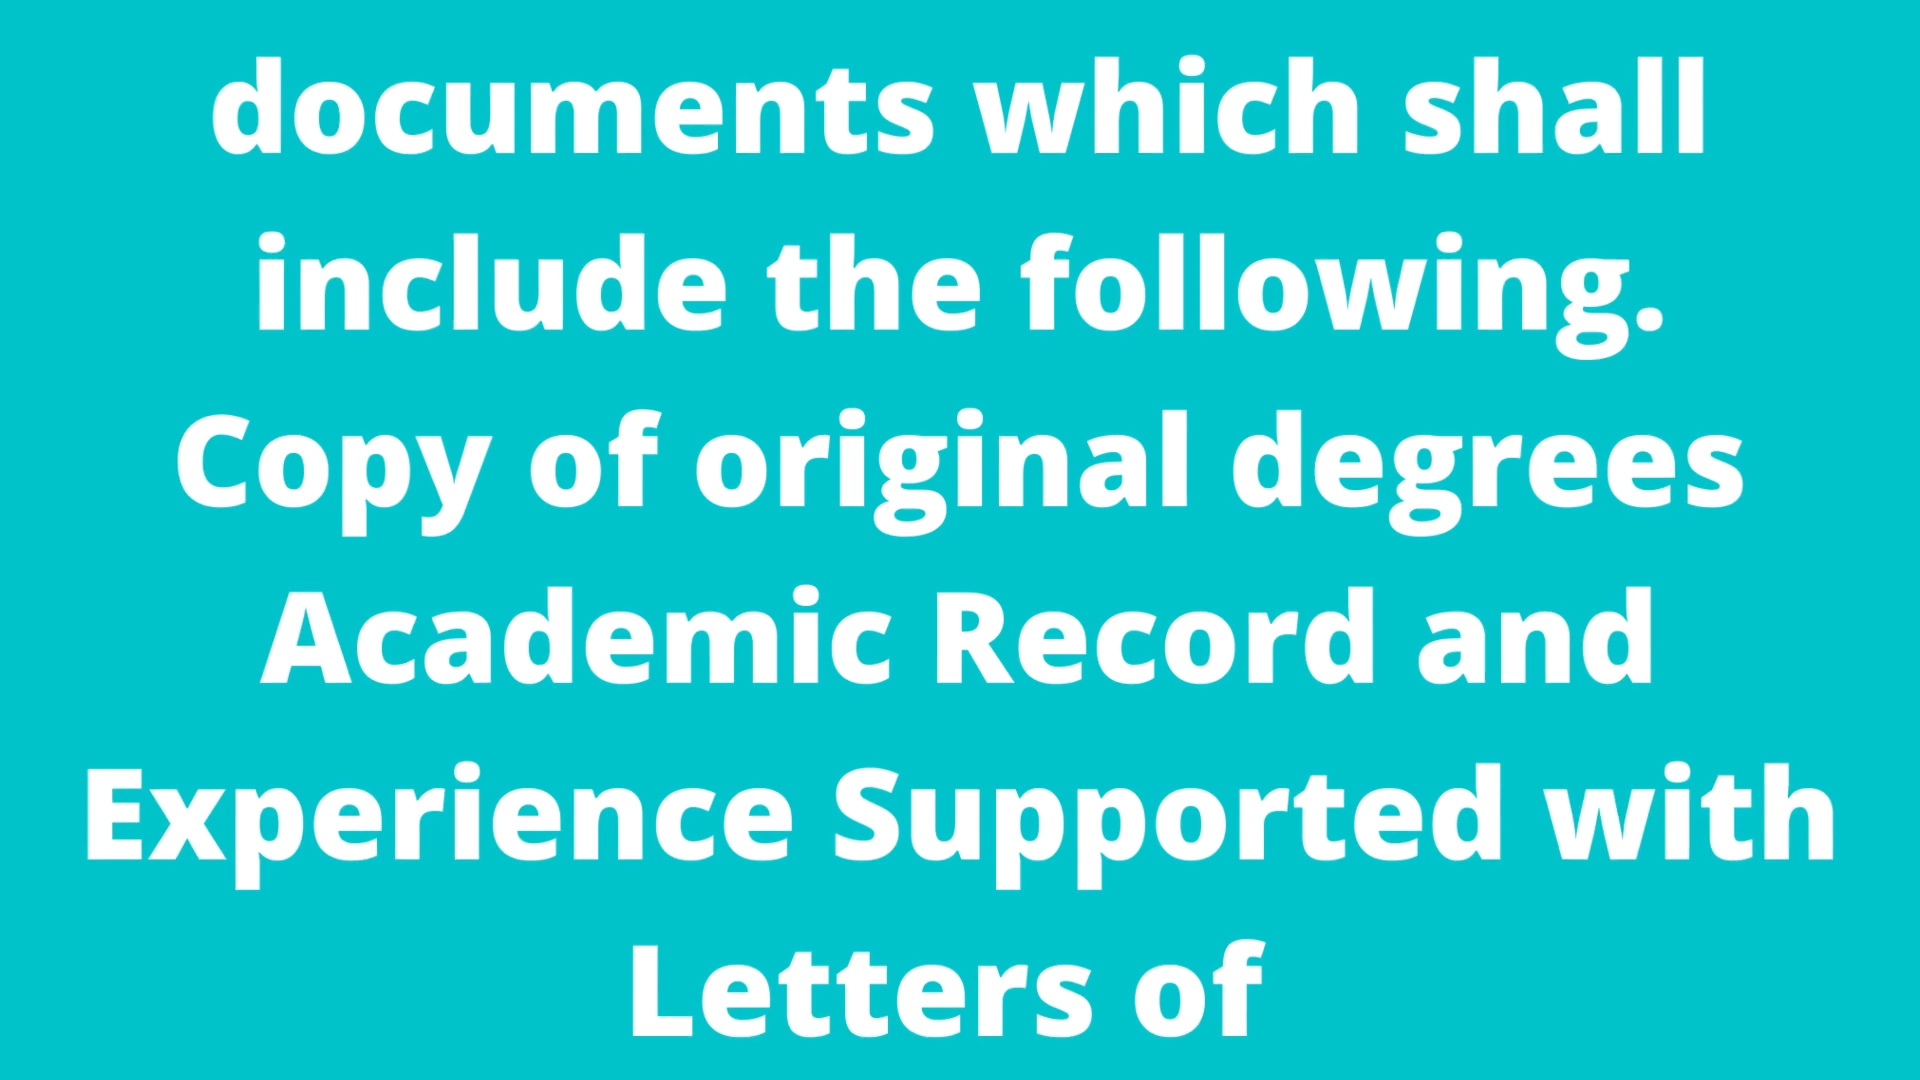 documents which shall
include the following.
Copy of original degrees
Academic Record and
Experience Supported with
Letters of